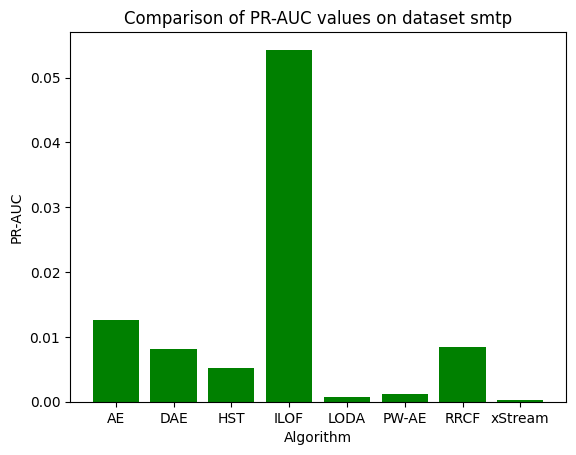 Comparison of PR-AUC values on dataset smtp
PR-AUC
0.05
0.04
0.03
0.02
0.01
0.00
AE DAE HST ILOF LODA PW-AE RRCF xStream
Algorithm